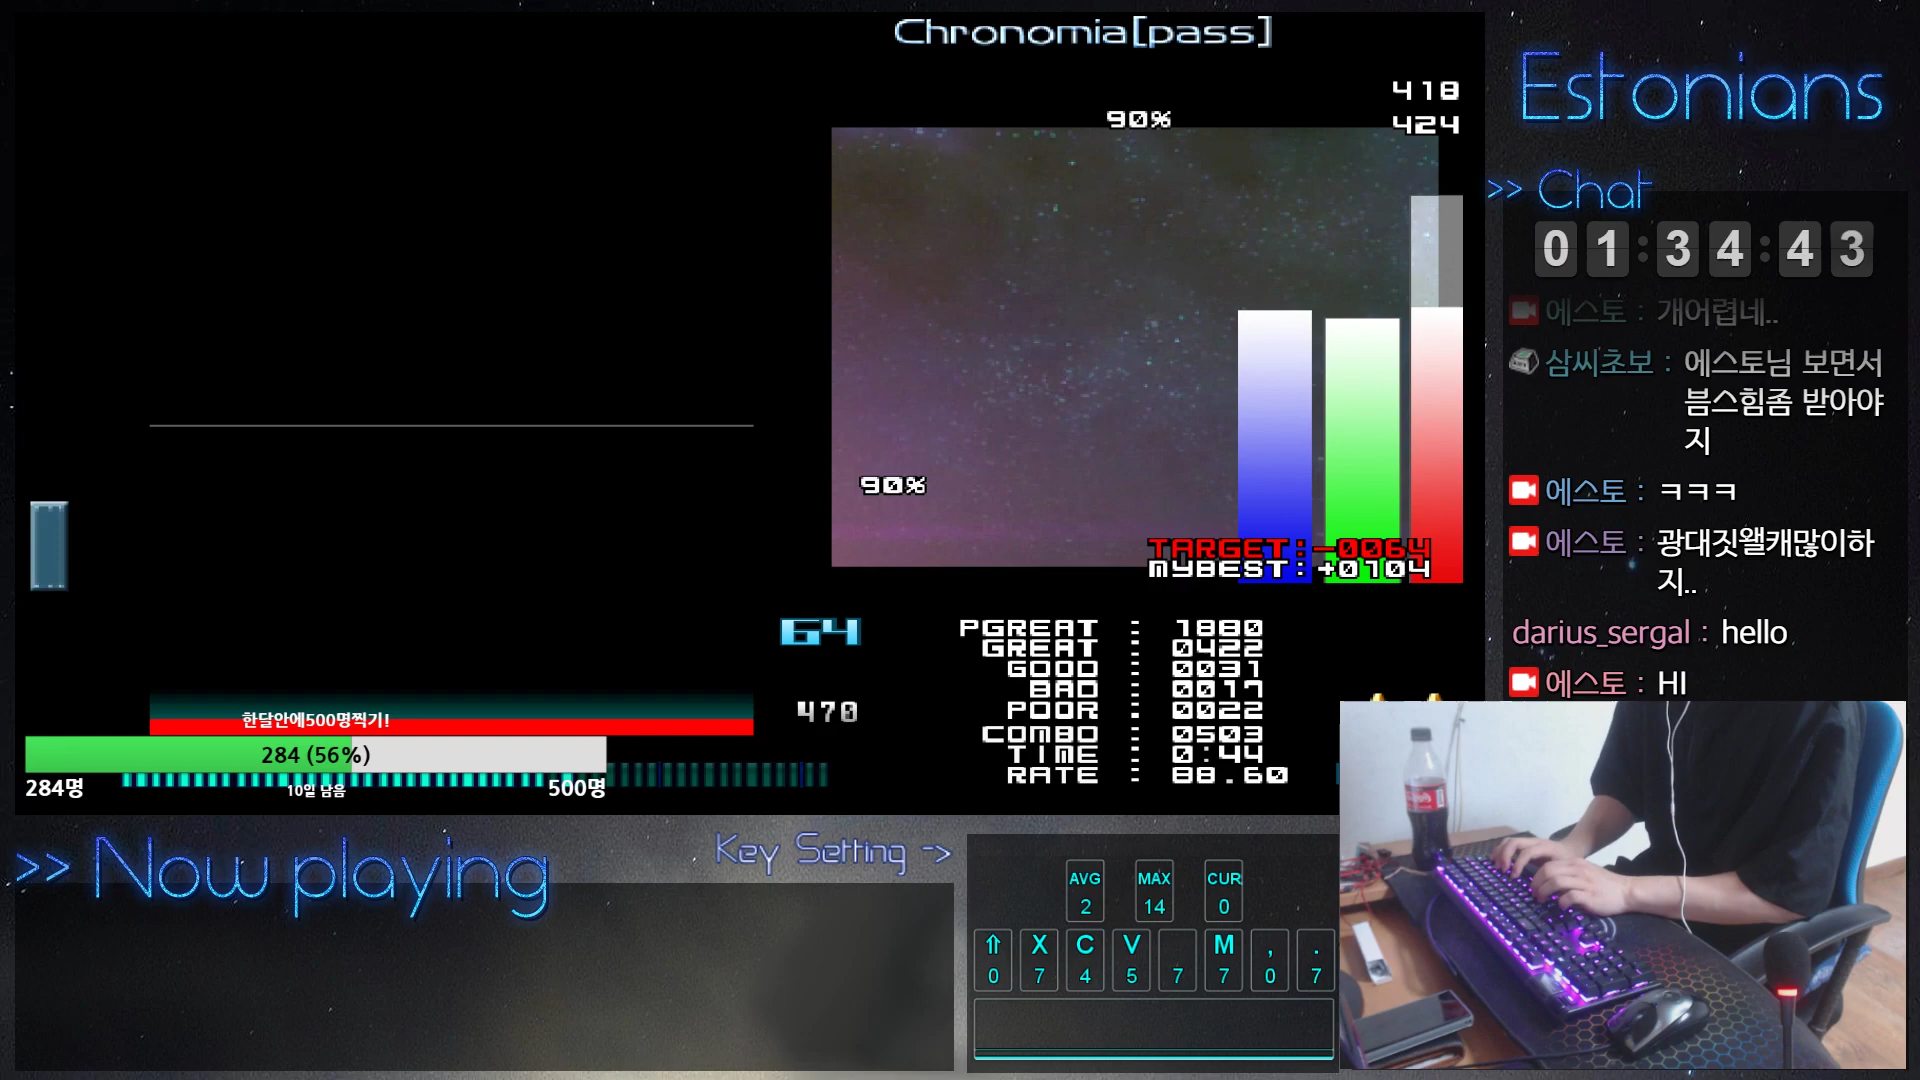 Chronomia[pass]
418
90%
424
90%
TARGET:-0064
MYBEST:+0104
64
470
PGREAT : 1880
GREAT : 0422
GOOD : 0031
BAD : 0017
POOR : 0022
COMBO : 0503
TIME : 0:44
RATE : 88.60
한달안에500명찍기!
284 (56%)
284명
10일 남음
500명
Estonians
>> Chat
01:34:43
에스토 : 개어렵네..
삼씨초보 : 에스토님 보면서
븜스힘좀 받아야
지
에스토 : ㅋㅋㅋ
에스토 : 광대짓왤캐많이하
지..
darius_sergal : hello
에스토 : HI
>> Now playing
Key Setting ->
AVG MAX CUR
2 14 0
⇑ X C V M , .
0 7 4 5 7 7 0 7